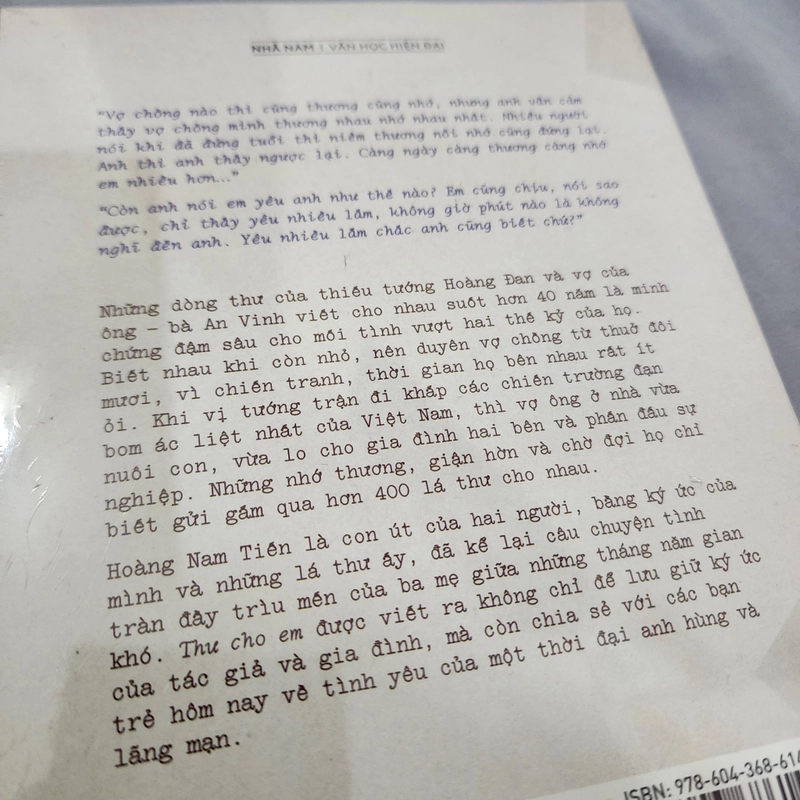 NHÃ NAM | VĂN HỌC HIỆN ĐẠI
"Vợ chồng nào thì cũng thương cũng nhớ, nhưng anh vẫn cảm
thấy vợ chồng mình thương nhau nhớ nhau nhất. Nhiều người
nói khi đã đứng tuổi thì niềm thương nỗi nhớ cũng dừng lại.
Anh thì anh thấy ngược lại. Càng ngày càng thương càng nhớ
em nhiều hơn..."
"Còn anh nói em yêu anh như thế nào? Em cũng chịu, nói sao
được, chỉ thấy yêu nhiều lắm, không giờ phút nào là không
nghĩ đến anh. Yêu nhiều lắm chắc anh cũng biết chứ?"
Những dòng thư của thiếu tướng Hoàng Đan và vợ của
ông – bà An Vinh viết cho nhau suốt hơn 40 năm là minh
chứng đậm sâu cho mối tình vượt hai thế kỷ của họ.
Biết nhau khi còn nhỏ, nên duyên vợ chồng từ thuở đôi
mươi, vì chiến tranh, thời gian họ bên nhau rất ít
ỏi. Khi vị tướng trận đi khắp các chiến trường đạn
bom ác liệt nhất của Việt Nam, thì vợ ông ở nhà vừa
nuôi con, vừa lo cho gia đình hai bên và phấn đấu sự
nghiệp. Những nhớ thương, giận hờn và chờ đợi họ chỉ
biết gửi gắm qua hơn 400 lá thư cho nhau.
Hoàng Nam Tiến là con út của hai người, bằng ký ức của
mình và những lá thư ấy, đã kể lại câu chuyện tình
tràn đầy trìu mến của ba mẹ giữa những tháng năm gian
khó. Thư cho em được viết ra không chỉ để lưu giữ ký ức
của tác giả và gia đình, mà còn chia sẻ với các bạn
trẻ hôm nay về tình yêu của một thời đại anh hùng và
lãng mạn.
ISBN: 978-604-368-614